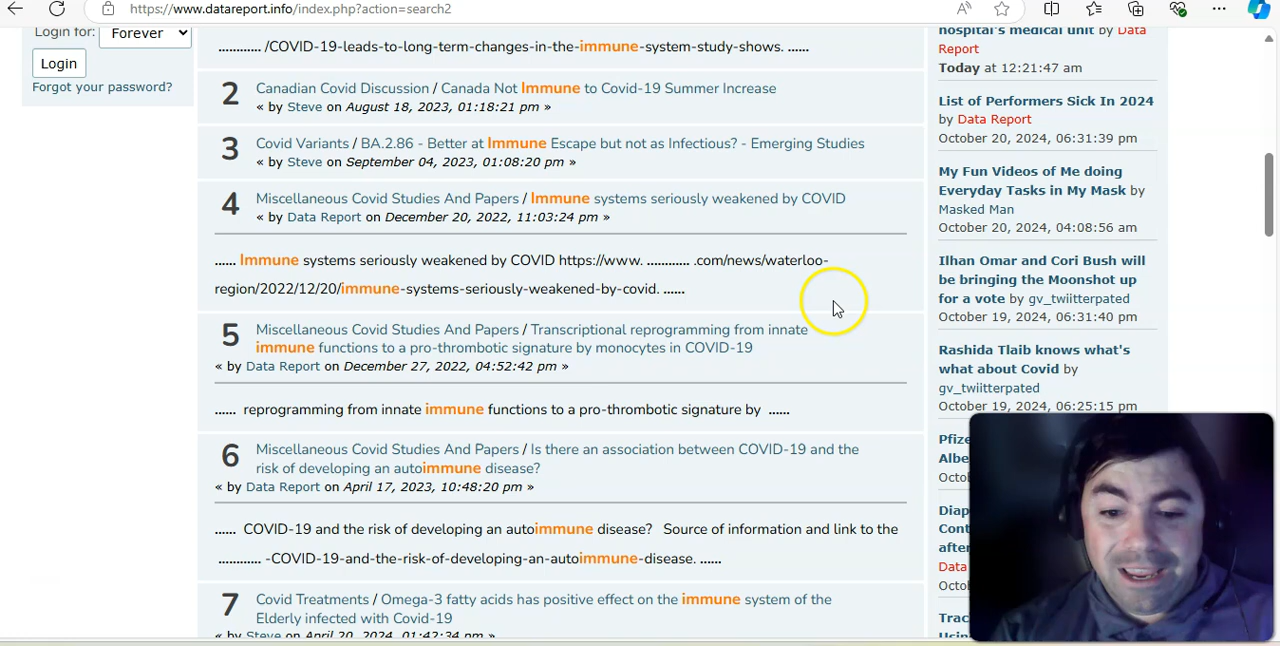 https://www.datareport.info/index.php?action=search2
Login for:
Forever
Login
Forgot your password?
............ /COVID-19-leads-to-long-term-changes-in-the-immune-system-study-shows. ......
2
Canadian Covid Discussion / Canada Not Immune to Covid-19 Summer Increase
« by Steve on August 18, 2023, 01:18:21 pm »
3
Covid Variants / BA.2.86 - Better at Immune Escape but not as Infectious? - Emerging Studies
« by Steve on September 04, 2023, 01:08:20 pm »
4
Miscellaneous Covid Studies And Papers / Immune systems seriously weakened by COVID
« by Data Report on December 20, 2022, 11:03:24 pm »
...... Immune systems seriously weakened by COVID https://www. ............ .com/news/waterloo-
region/2022/12/20/immune-systems-seriously-weakened-by-covid. ......
5
Miscellaneous Covid Studies And Papers / Transcriptional reprogramming from innate
immune functions to a pro-thrombotic signature by monocytes in COVID-19
« by Data Report on December 27, 2022, 04:52:42 pm »
...... reprogramming from innate immune functions to a pro-thrombotic signature by ......
6
Miscellaneous Covid Studies And Papers / Is there an association between COVID-19 and the
risk of developing an autoimmune disease?
« by Data Report on April 17, 2023, 10:48:20 pm »
...... COVID-19 and the risk of developing an autoimmune disease? Source of information and link to the
............ -COVID-19-and-the-risk-of-developing-an-autoimmune-disease. ......
7
Covid Treatments / Omega-3 fatty acids has positive effect on the immune system of the
Elderly infected with Covid-19
« by Steve on April 20, 2024, 01:42:34 pm »
hospital's medical unit by Data
Report
Today at 12:21:47 am
List of Performers Sick In 2024
by Data Report
October 20, 2024, 06:31:39 pm
My Fun Videos of Me doing
Everyday Tasks in My Mask by
Masked Man
October 20, 2024, 04:08:56 am
Ilhan Omar and Cori Bush will
be bringing the Moonshot up
for a vote by gv_twiitterpated
October 19, 2024, 06:31:40 pm
Rashida Tlaib knows what's
what about Covid by
gv_twiitterpated
October 19, 2024, 06:25:15 pm
Pfize
Albe
Octo
Diap
Cont
after
Data
Octo
Trac